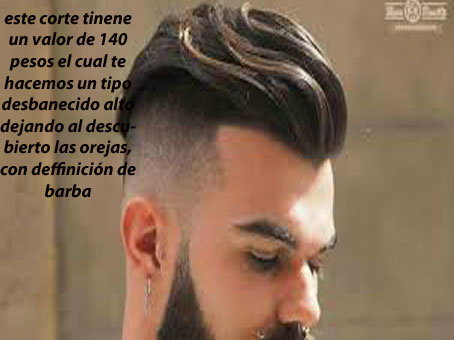 este corte tinene
un valor de 140
pesos el cual te
hacemos un tipo
desbanecido alto
dejando al descu-
bierto las orejas,
con deffinición de
barba